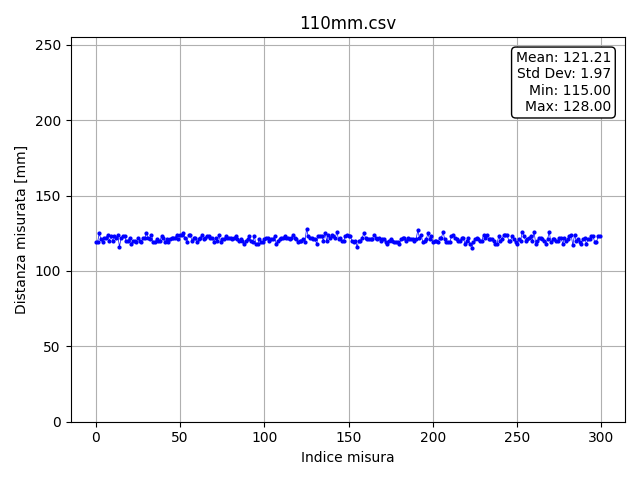 110mm.csv
250
200
150
100
50
0
Distanza misurata [mm]
Mean: 121.21
Std Dev: 1.97
Min: 115.00
Max: 128.00
0 50 100 150 200 250 300
Indice misura